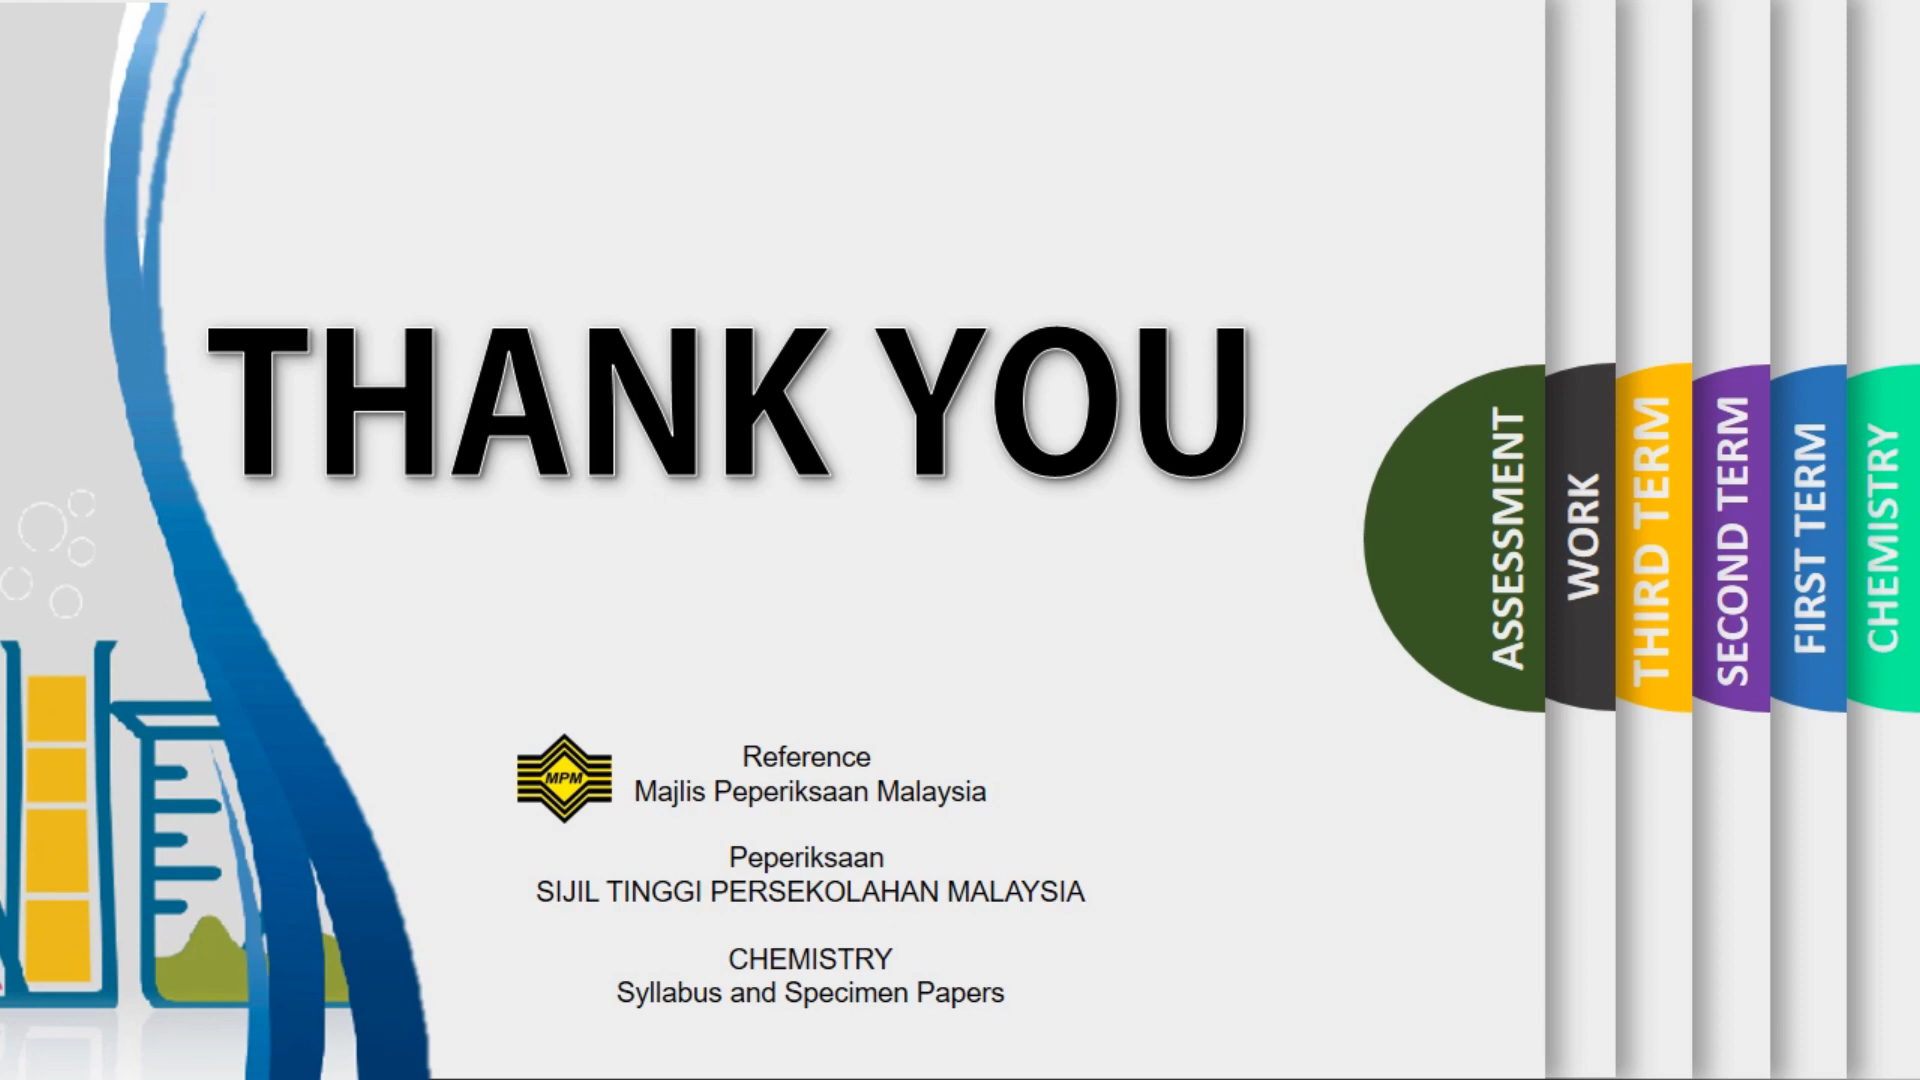 THANK YOU
MPM
Reference
Majlis Peperiksaan Malaysia
Peperiksaan
SIJIL TINGGI PERSEKOLAHAN MALAYSIA
CHEMISTRY
Syllabus and Specimen Papers
ASSESSMENT
WORK
THIRD TERM
SECOND TERM
FIRST TERM
CHEMISTRY